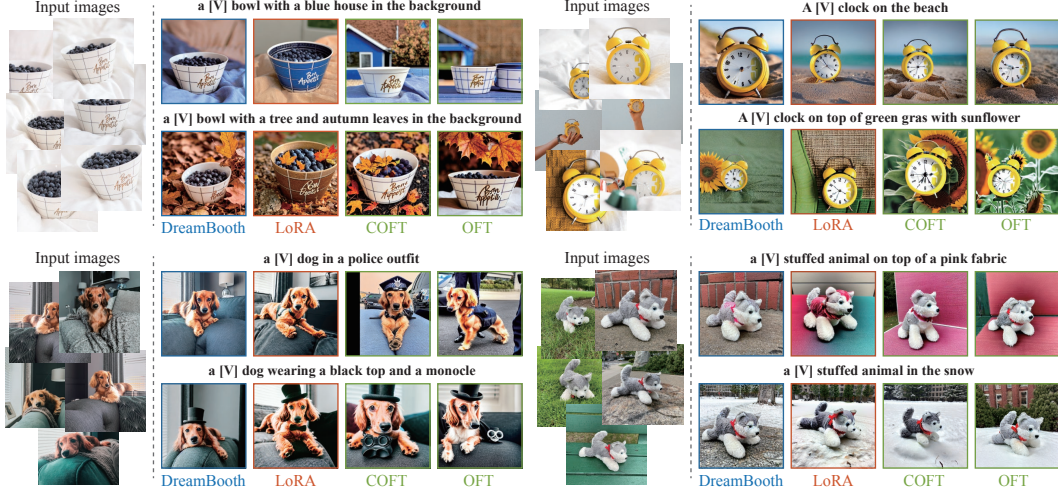 Input images
a [V] bowl with a blue house in the background
a [V] bowl with a tree and autumn leaves in the background
DreamBooth
LoRA
COFT
OFT
Input images
A [V] clock on the beach
A [V] clock on top of green gras with sunflower
DreamBooth
LoRA
COFT
OFT
Input images
a [V] dog in a police outfit
a [V] dog wearing a black top and a monocle
DreamBooth
LoRA
COFT
OFT
Input images
a [V] stuffed animal on top of a pink fabric
a [V] stuffed animal in the snow
DreamBooth
LoRA
COFT
OFT